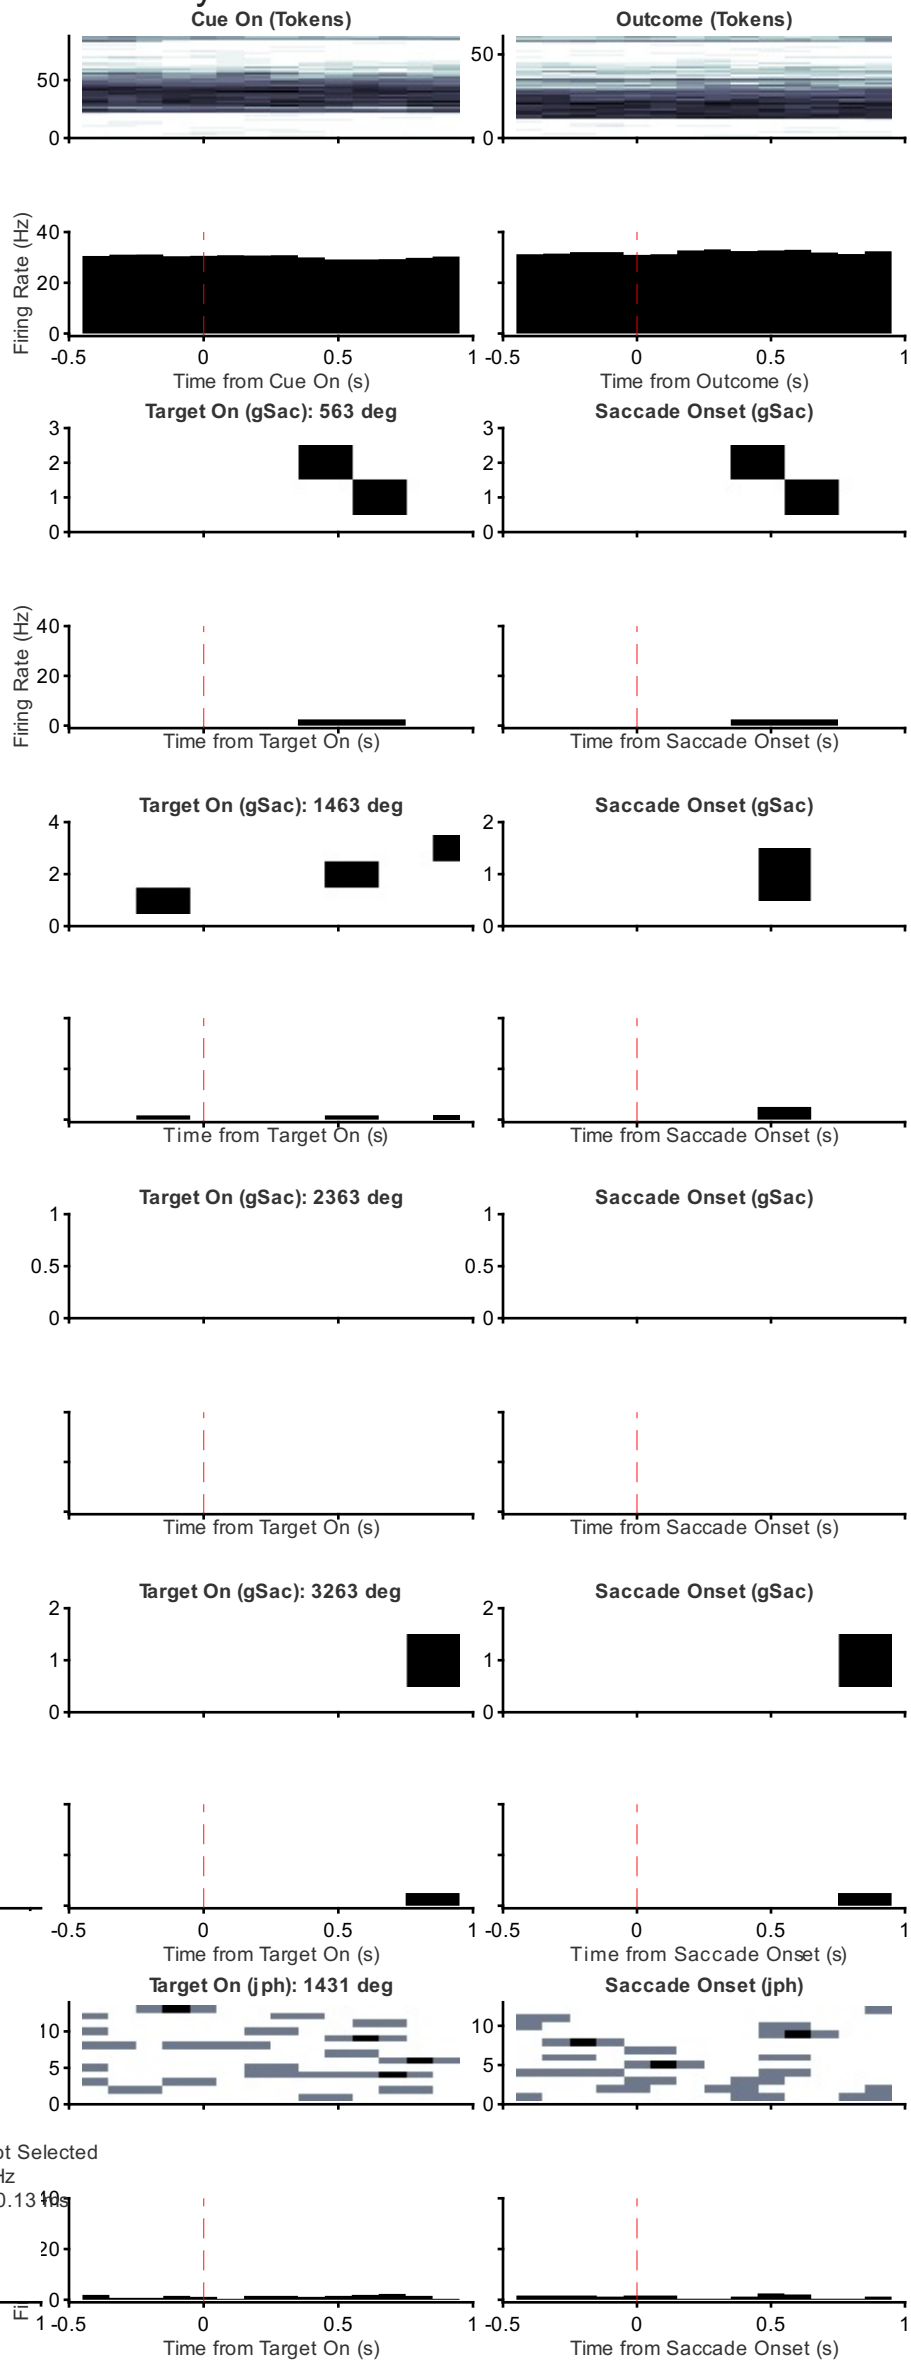 Cue On (Tokens) Outcome (Tokens)
50 50
0 0
Firing Rate (Hz)
40
20
0
-0.5 0 0.5 1 -0.5 0 0.5 1
Time from Cue On (s) Time from Outcome (s)
Target On (gSac): 563 deg Saccade Onset (gSac)
3 3
2 2
1 1
0 0
Firing Rate (Hz)
40
20
0
Time from Target On (s) Time from Saccade Onset (s)
Target On (gSac): 1463 deg Saccade Onset (gSac)
4 2
2 1
0 0
Time from Target On (s) Time from Saccade Onset (s)
Target On (gSac): 2363 deg Saccade Onset (gSac)
1 1
0.5 0.5
0 0
Time from Target On (s) Time from Saccade Onset (s)
Target On (gSac): 3263 deg Saccade Onset (gSac)
2 2
1 1
0 0
-0.5 0 0.5 1 -0.5 0 0.5 1
Time from Target On (s) Time from Saccade Onset (s)
Target On (jph): 1431 deg Saccade Onset (jph)
10 10
5 5
0 0
ot Selected
Hz
0.13 ms
40
20
0
Fi
1 -0.5 0 0.5 1 -0.5 0 0.5 1
Time from Target On (s) Time from Saccade Onset (s)